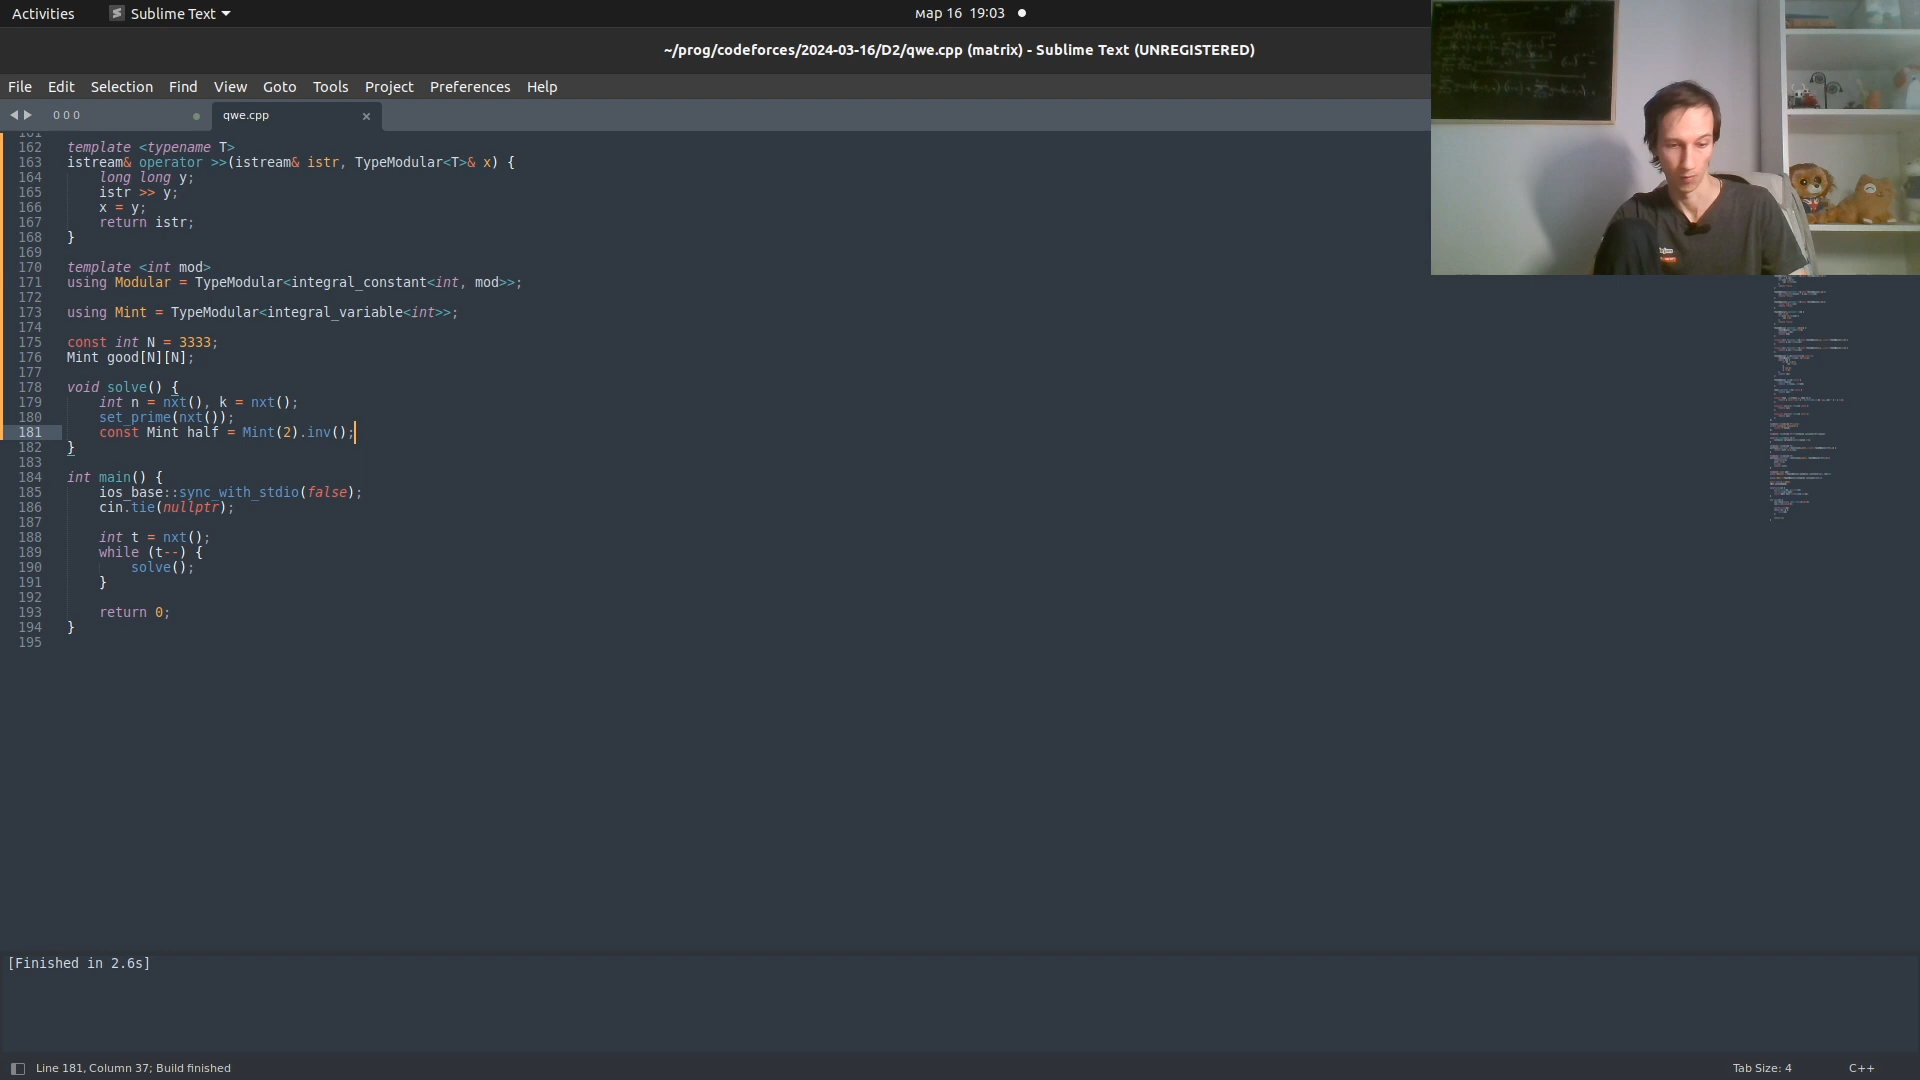 Activities
Sublime Text
мар 16 19:03
~/prog/codeforces/2024-03-16/D2/qwe.cpp (matrix) - Sublime Text (UNREGISTERED)
File Edit Selection Find View Goto Tools Project Preferences Help
0 0 0
qwe.cpp ×
161
162 template <typename T>
163 istream& operator >>(istream& istr, TypeModular<T>& x) {
164 long long y;
165 istr >> y;
166 x = y;
167 return istr;
168 }
169
170 template <int mod>
171 using Modular = TypeModular<integral_constant<int, mod>>;
172
173 using Mint = TypeModular<integral_variable<int>>;
174
175 const int N = 3333;
176 Mint good[N][N];
177
178 void solve() {
179 int n = nxt(), k = nxt();
180 set_prime(nxt());
181 const Mint half = Mint(2).inv();
182 }
183
184 int main() {
185 ios_base::sync_with_stdio(false);
186 cin.tie(nullptr);
187
188 int t = nxt();
189 while (t--) {
190 solve();
191 }
192
193 return 0;
194 }
195
[Finished in 2.6s]
Line 181, Column 37; Build finished
Tab Size: 4
C++